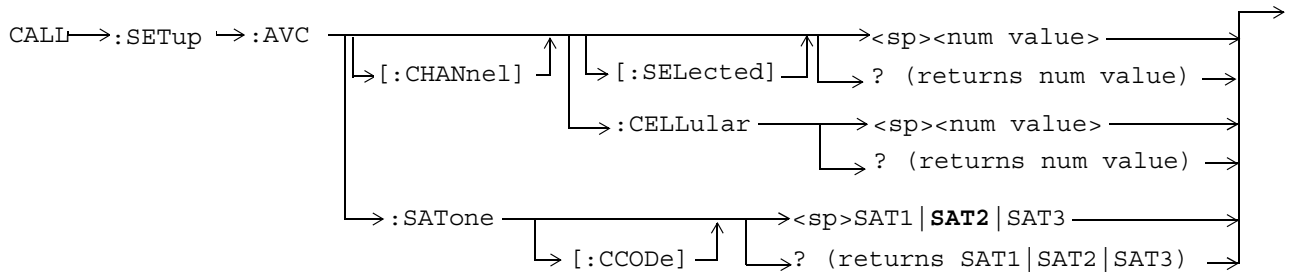 CALL :SETup :AVC <sp><num value>
[:CHANnel] [:SELected] ? (returns num value)
:CELLular <sp><num value>
? (returns num value)
:SATone <sp>SAT1|SAT2|SAT3
[:CCODe] ? (returns SAT1|SAT2|SAT3)